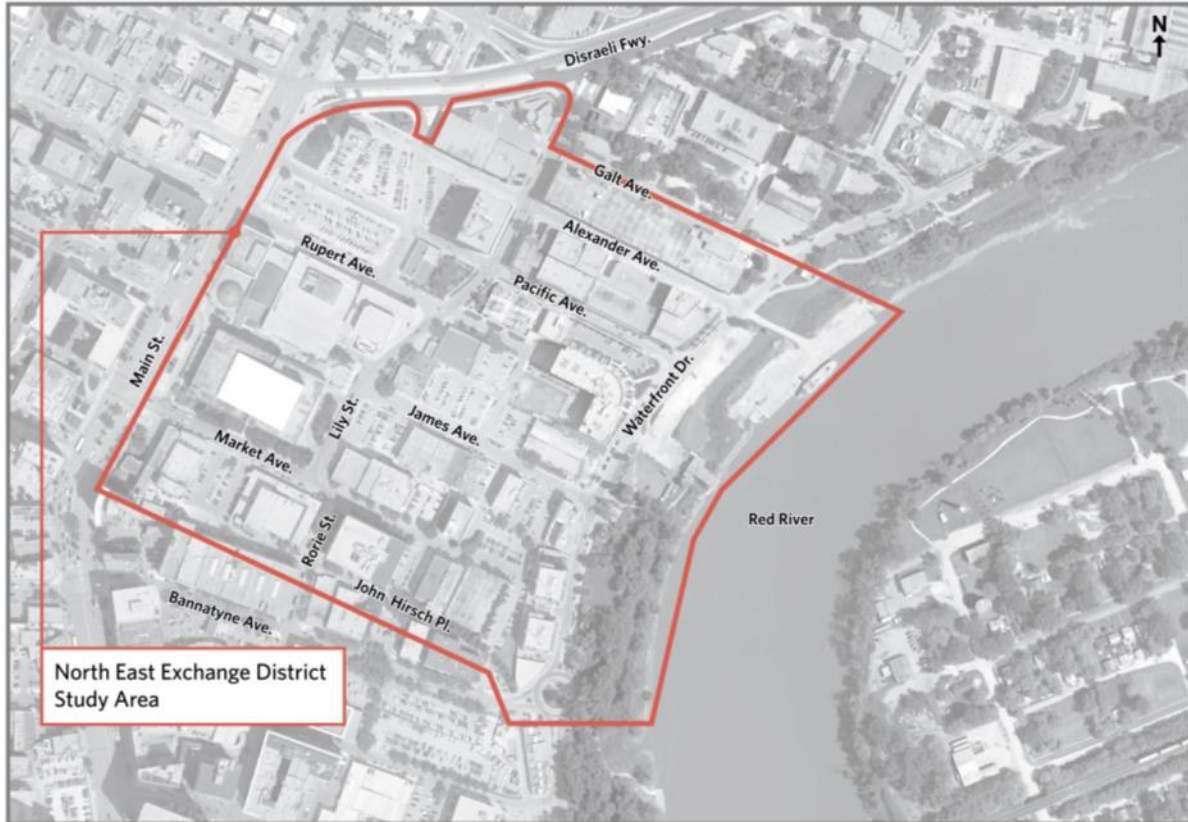 N
Disraeli Fwy.
Galt Ave.
Alexander Ave.
Rupert Ave.
Pacific Ave.
Main St.
Waterfront Dr.
Lily St.
James Ave.
Market Ave.
Red River
Rorie St.
John Hirsch Pl.
Bannatyne Ave.
North East Exchange District
Study Area